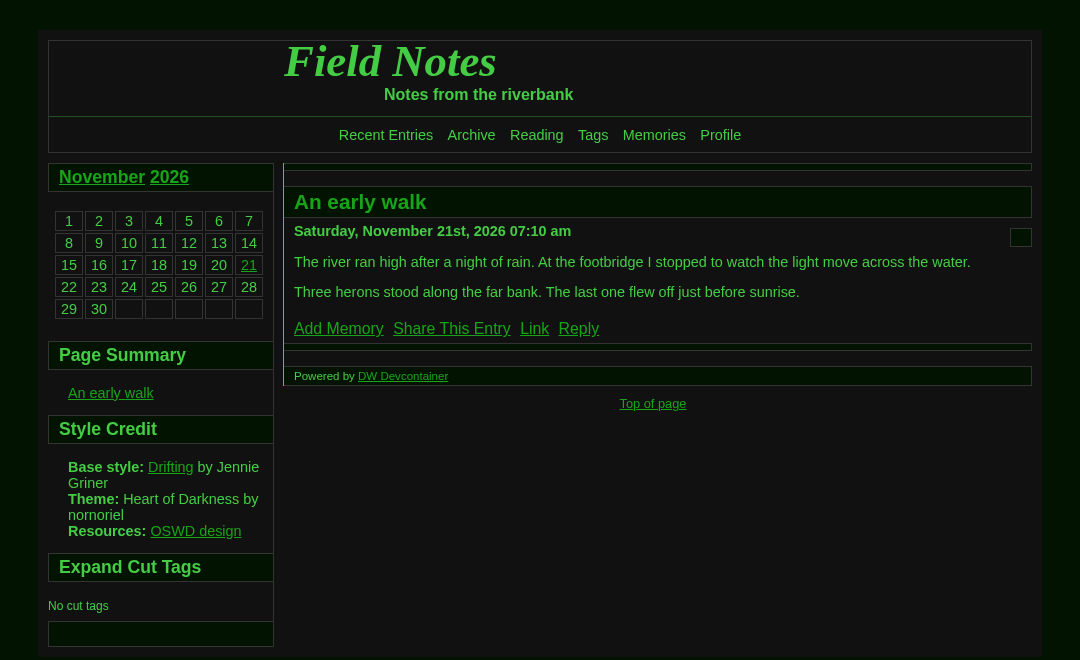 Field Notes
Notes from the riverbank
Recent Entries Archive Reading Tags Memories Profile
November 2026
1 2 3 4 5 6 7
8 9 10 11 12 13 14
15 16 17 18 19 20 21
22 23 24 25 26 27 28
29 30
Page Summary
An early walk
Style Credit
Base style: Drifting by Jennie
Griner
Theme: Heart of Darkness by
nornoriel
Resources: OSWD design
Expand Cut Tags
No cut tags
An early walk
Saturday, November 21st, 2026 07:10 am
The river ran high after a night of rain. At the footbridge I stopped to watch the light move across the water.
Three herons stood along the far bank. The last one flew off just before sunrise.
Add Memory Share This Entry Link Reply
Powered by DW Devcontainer
Top of page